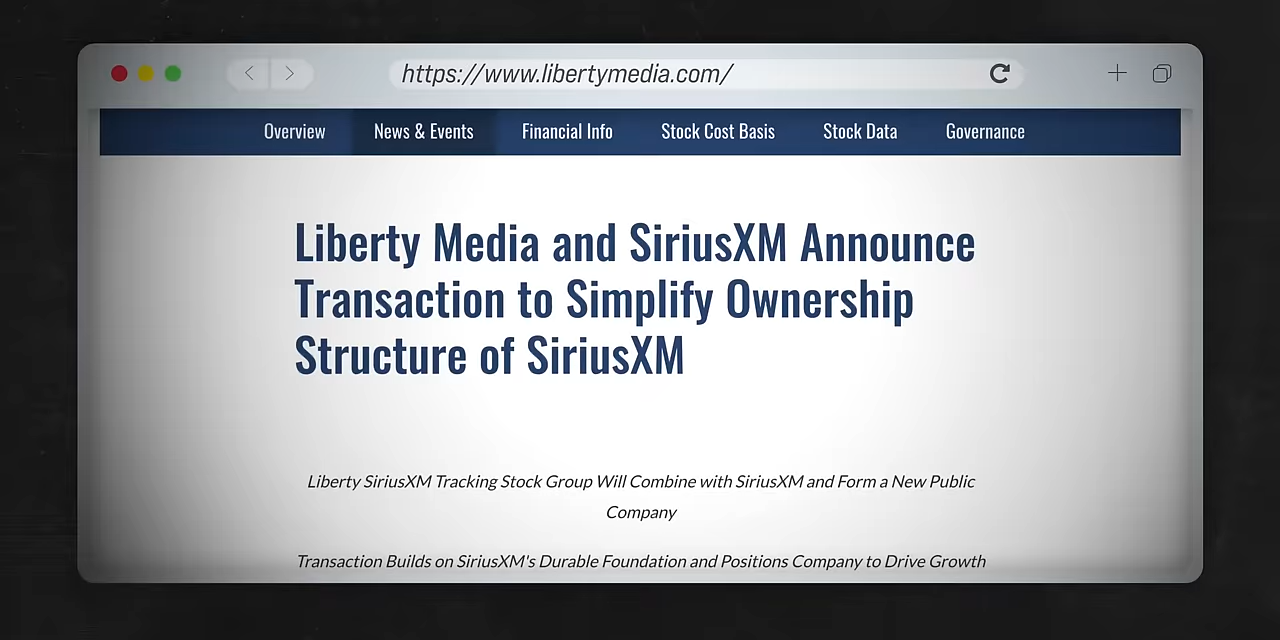 https://www.libertymedia.com/
Overview News & Events Financial Info Stock Cost Basis Stock Data Governance
Liberty Media and SiriusXM Announce
Transaction to Simplify Ownership
Structure of SiriusXM
Liberty SiriusXM Tracking Stock Group Will Combine with SiriusXM and Form a New Public
Company
Transaction Builds on SiriusXM's Durable Foundation and Positions Company to Drive Growth